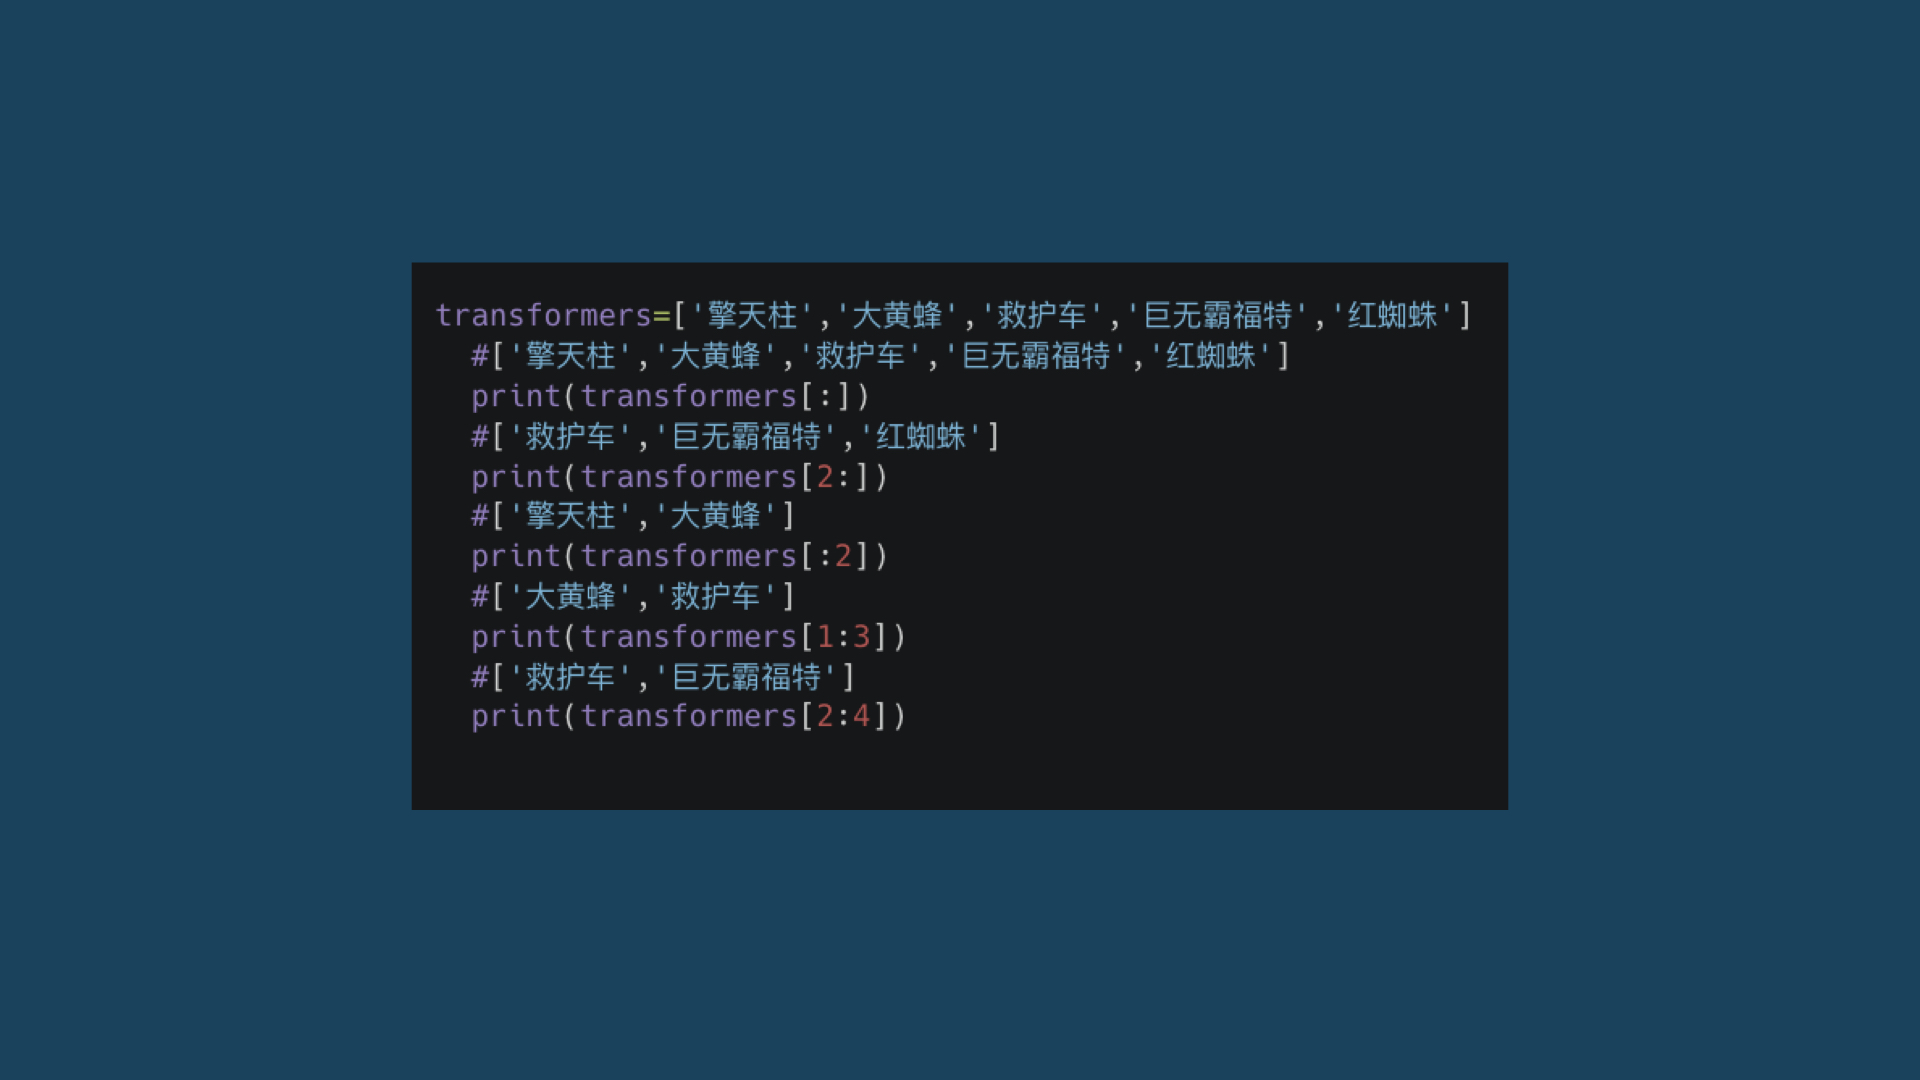 transformers=['擎天柱','大黄蜂','救护车','巨无霸福特','红蜘蛛']
#['擎天柱','大黄蜂','救护车','巨无霸福特','红蜘蛛']
print(transformers[:])
#['救护车','巨无霸福特','红蜘蛛']
print(transformers[2:])
#['擎天柱','大黄蜂']
print(transformers[:2])
#['大黄蜂','救护车']
print(transformers[1:3])
#['救护车','巨无霸福特']
print(transformers[2:4])